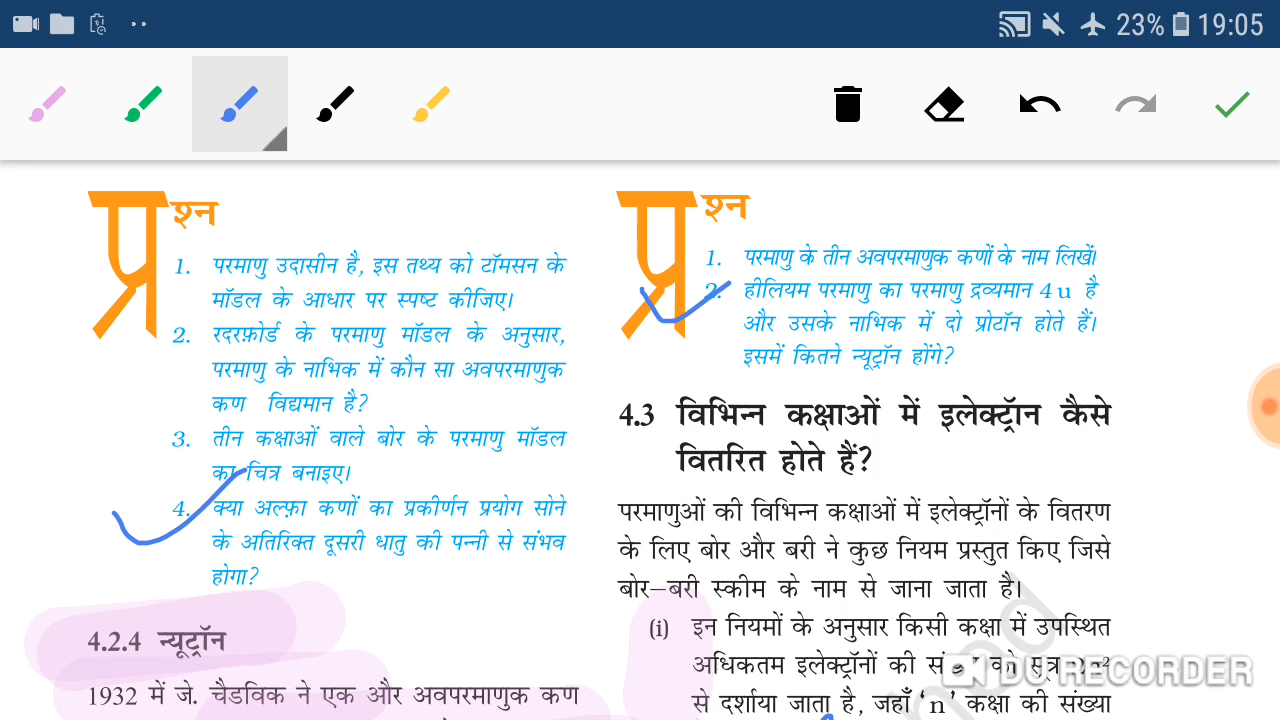 23% 19:05
प्रश्न
1. परमाणु उदासीन है, इस तथ्य को टॉमसन के
मॉडल के आधार पर स्पष्ट कीजिए।
2. रदरफ़ोर्ड के परमाणु मॉडल के अनुसार,
परमाणु के नाभिक में कौन सा अवपरमाणुक
कण विद्यमान है?
3. तीन कक्षाओं वाले बोर के परमाणु मॉडल
का चित्र बनाइए।
4. क्या अल्फ़ा कणों का प्रकीर्णन प्रयोग सोने
के अतिरिक्त दूसरी धातु की पन्नी से संभव
होगा?
4.2.4 न्यूट्रॉन
1932 में जे. चैडविक ने एक और अवपरमाणुक कण
प्रश्न
1. परमाणु के तीन अवपरमाणुक कणों के नाम लिखें।
2. हीलियम परमाणु का परमाणु द्रव्यमान 4 u है
और उसके नाभिक में दो प्रोटॉन होते हैं।
इसमें कितने न्यूट्रॉन होंगे?
4.3 विभिन्न कक्षाओं में इलेक्ट्रॉन कैसे
वितरित होते हैं?
परमाणुओं की विभिन्न कक्षाओं में इलेक्ट्रॉनों के वितरण
के लिए बोर और बरी ने कुछ नियम प्रस्तुत किए जिसे
बोर–बरी स्कीम के नाम से जाना जाता है।
(i) इन नियमों के अनुसार किसी कक्षा में उपस्थित
अधिकतम इलेक्ट्रॉनों की को सूत्र 2n²
से दर्शाया जाता है, जहाँ 'n' कक्षा की संख्या
DU RECORDER